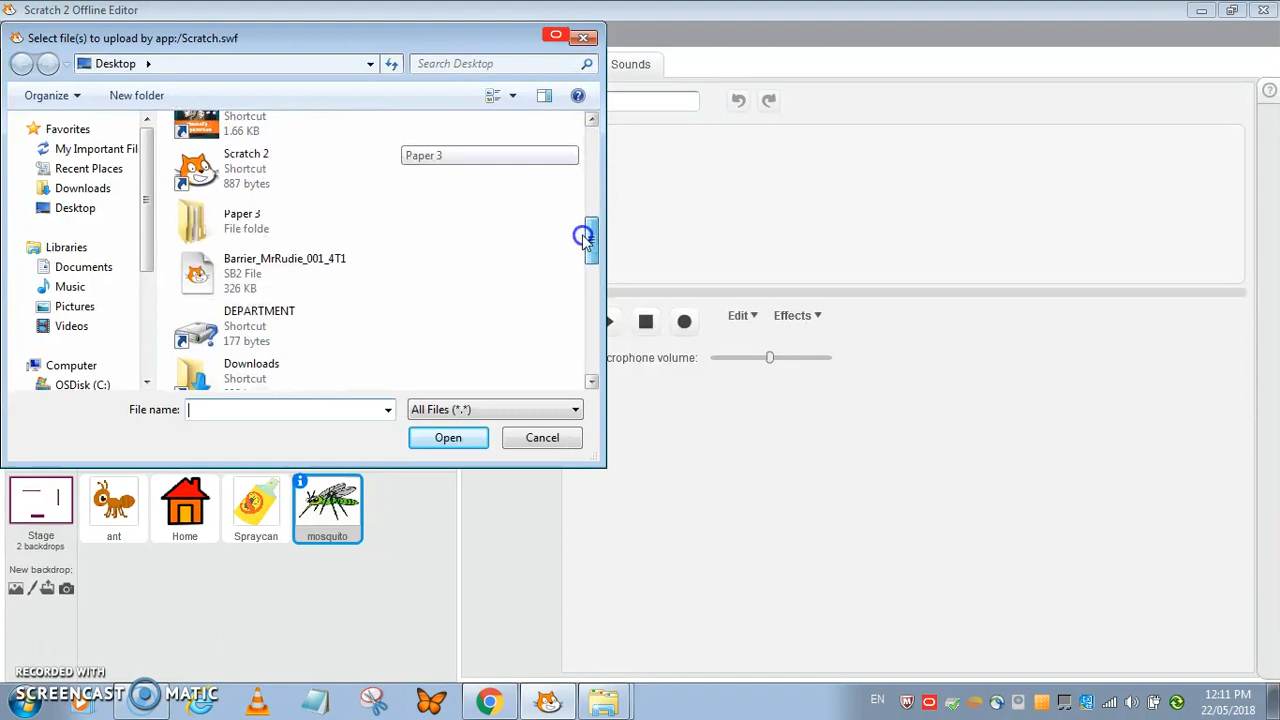 Scratch 2 Offline Editor
Select file(s) to upload by app:/Scratch.swf
Desktop
Search Desktop
Sounds
Organize
New folder
Favorites
My Important Fil
Recent Places
Downloads
Desktop
Libraries
Documents
Music
Pictures
Videos
Computer
OSDisk (C:)
Shortcut
1.66 KB
Scratch 2
Shortcut
887 bytes
Paper 3
Paper 3
File folde
Barrier_MrRudie_001_4T1
SB2 File
326 KB
DEPARTMENT
Shortcut
177 bytes
Downloads
Shortcut
File name:
All Files (*.*)
Open
Cancel
Edit
Effects
crophone volume:
Stage
2 backdrops
New backdrop:
ant
Home
Spraycan
mosquito
RECORDED WITH
SCREENCAST MATIC
EN
12:11 PM
22/05/2018